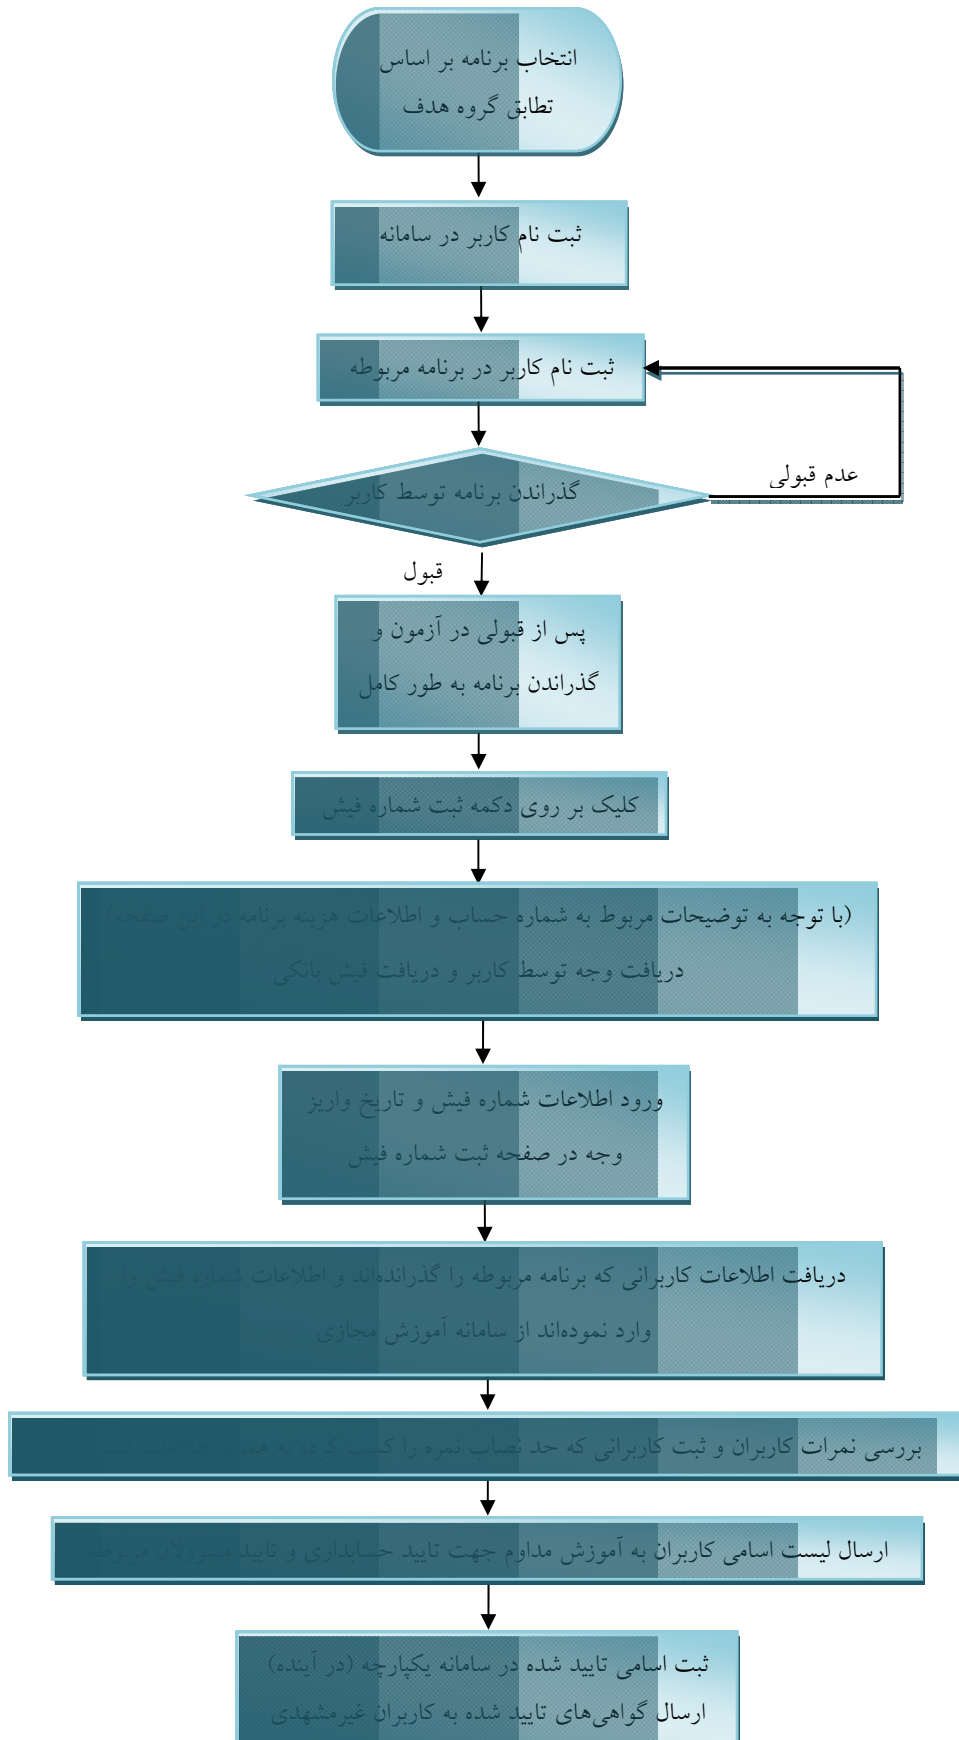 انتخاب برنامه بر اساس
تطابق گروه هدف
ثبت نام کاربر در سامانه
ثبت نام کاربر در برنامه مربوطه
گذراندن برنامه توسط کاربر
عدم قبولی
قبول
پس از قبولی در آزمون و
گذراندن برنامه به طور کامل
کلیک بر روی دکمه ثبت شماره فیش
(با توجه به توضیحات مربوط به شماره حساب و اطلاعات هزینه برنامه در این صفحه)
دریافت وجه توسط کاربر و دریافت فیش بانکی
ورود اطلاعات شماره فیش و تاریخ واریز
وجه در صفحه ثبت شماره فیش
دریافت اطلاعات کاربرانی که برنامه مربوطه را گذرانده‌اند و اطلاعات شماره فیش را
وارد نموده‌اند از سامانه آموزش مجازی
بررسی نمرات کاربران و ثبت کاربرانی که حد نصاب نمره را کسب کرده به همراه اطلاعات
ارسال لیست اسامی کاربران به آموزش مداوم جهت تایید حسابداری و تایید مسوولان مربوطه
ثبت اسامی تایید شده در سامانه یکپارچه (در آینده)
ارسال گواهی‌های تایید شده به کاربران غیرمشهدی